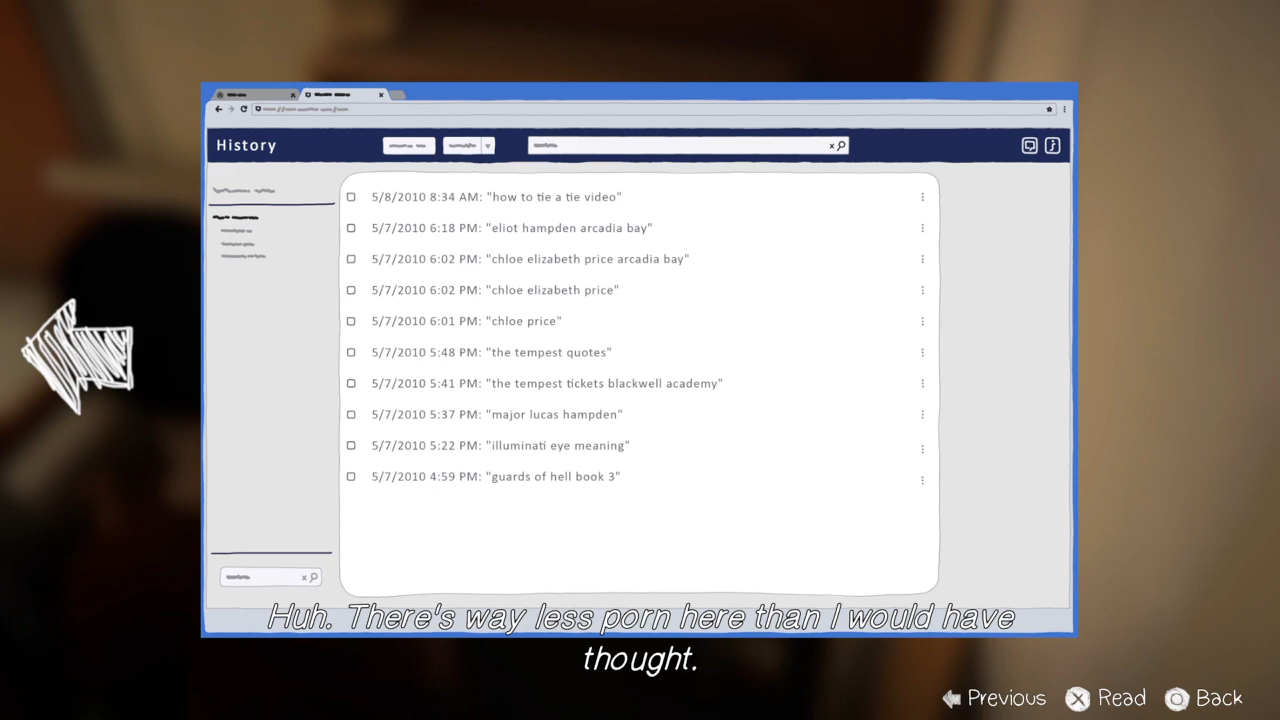 History
5/8/2010 8:34 AM: "how to tie a tie video"
5/7/2010 6:18 PM: "eliot hampden arcadia bay"
5/7/2010 6:02 PM: "chloe elizabeth price arcadia bay"
5/7/2010 6:02 PM: "chloe elizabeth price"
5/7/2010 6:01 PM: "chloe price"
5/7/2010 5:48 PM: "the tempest quotes"
5/7/2010 5:41 PM: "the tempest tickets blackwell academy"
5/7/2010 5:37 PM: "major lucas hampden"
5/7/2010 5:22 PM: "illuminati eye meaning"
5/7/2010 4:59 PM: "guards of hell book 3"
Huh. There's way less porn here than I would have
thought.
Previous Read Back